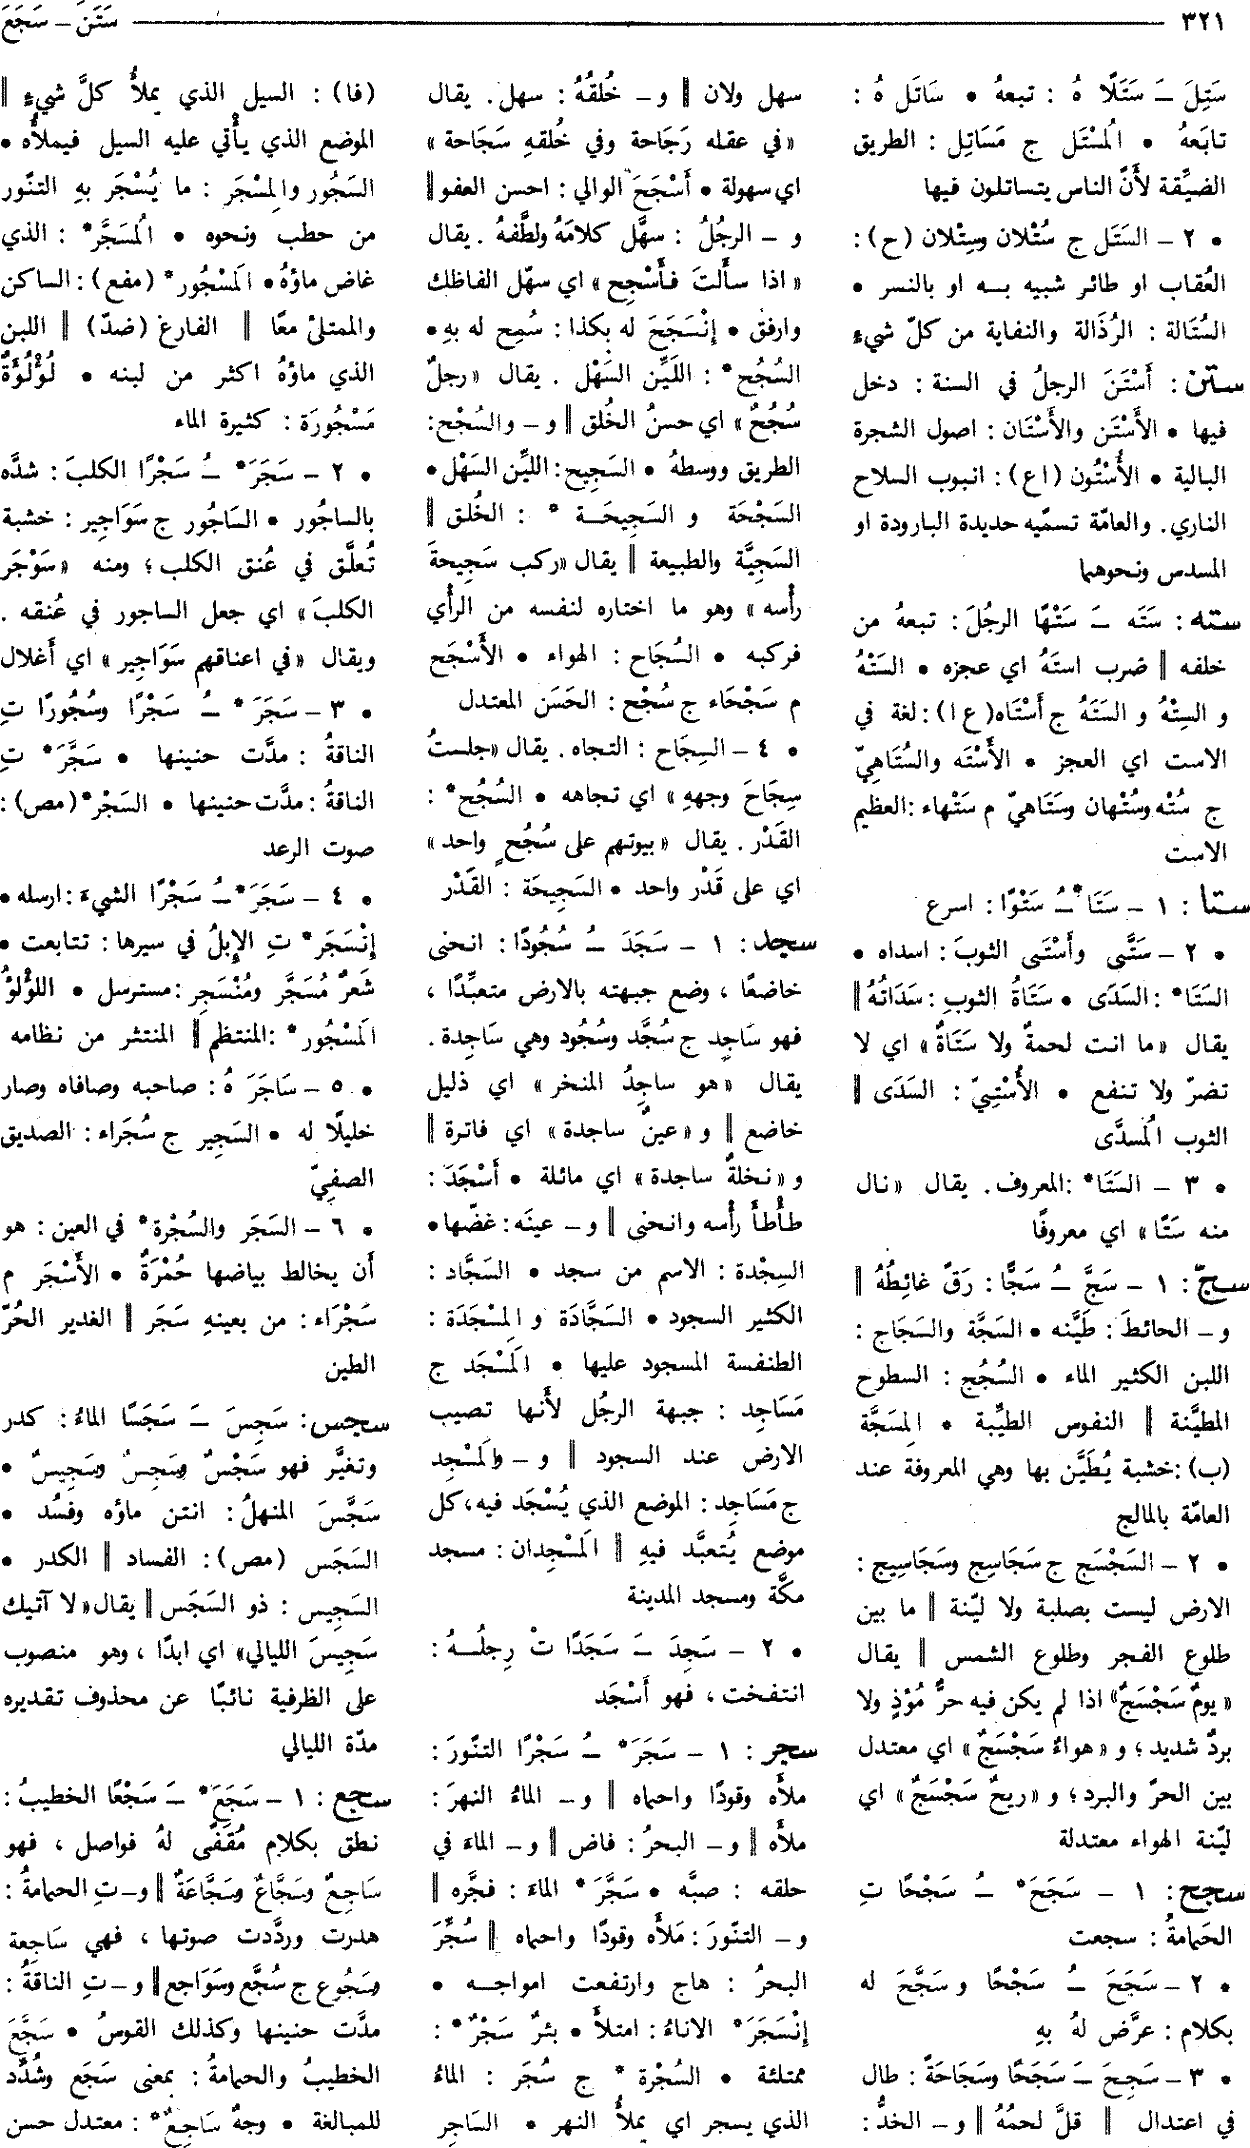 ٣٢١
سَتَنَ – سَجَعَ
سَتِلَ ـَ سَتَلًا هُ : تبعهُ • سَاتَل هُ :
تابَعهُ • المُسْتَل ج مَسَاتِل : الطريق
الضيِّقة لأَنَّ الناس يتساتلون فيها
• ٢ – السَتَل ج سُتْلان وسِتْلان (ح) :
العُقاب او طائر شبيه بـه او بالنسر •
السُتَالة : الرُذَالة والنفاية من كلّ شيءٍ
ستن : أَسْتَنَ الرجلُ في السنة : دخل
فيها • الأَسْتَن والأَسْتَان : اصول الشجرة
البالية • الأُسْتُون (اع) : انبوب السلاح
الناري . والعامّة تسمّيه حديدة البارودة او
المسدس ونحوهما
سته : سَتَه ـَ سَتْهًا الرجُلَ : تبعهُ من
خلفه ‖ ضرب استَهُ اي عجزه • السَتْهُ
و السِتْهُ و السَتَهُ ج أَسْتَاه (ع ا) : لغة في
الاست اي العجز • الأَسْتَه والسُتَاهِيّ
ج سُتْه وسُتْهان وسَتَاهيّ م سَتْهاء : العظيم
الاست
ستا : ١ – سَتَا* ـُ سَتْوًا : اسرع
• ٢ – سَتَّى وأَسْتَى الثوبَ : اسداه •
السَتَا* : السَدَى • سَتَاةُ الثوبِ : سَدَاتُهُ ‖
يقال « ما انت لحمةٌ ولا سَتَاةٌ » اي لا
تضرّ ولا تنفع • الأُسْتِيّ : السَدَى ‖
الثوب المُسدَّى
• ٣ – السَتَا* : المعروف . يقال « نال
منه سَتًا » اي معروفًا
سجّ : ١ – سَجَّ ـُ سَجًّا : رَقَّ غائِطُهُ ‖
و – الحائطَ : طَيَّنه • السَجَّة والسَجَاج :
اللبن الكثير الماء • السُجُج : السطوح
المطيَّنة ‖ النفوس الطيِّبة • المِسَجَّة
(ب) : خشبة يُطَيَّن بها وهي المعروفة عند
العامّة بالمالج
• ٢ – السَجْسَج ج سَجَاسِج وسَجَاسِيج :
الارض ليست بصلبة ولا ليّنة ‖ ما بين
طلوع الفجر وطلوع الشمس ‖ يقال
« يومٌ سَجْسَجٌ » اذا لم يكن فيه حرٌّ مُؤْذٍ ولا
بردٌ شديد ؛ و « هواءٌ سَجْسَجٌ » اي معتدل
بين الحرّ والبرد ؛ و « ريحٌ سَجْسَجٌ » اي
ليّنة الهواء معتدلة
سجح : ١ – سَجَحَ* ـُ سَجْحًا تِ
الحَمامةُ : سجعت
• ٢ – سَجَحَ ـُ سَجْحًا و سَجَّحَ له
بكلام : عرَّض لهُ بهِ
• ٣ – سَجِحَ ـَ سَجَحًا وسَجَاحَةً : طال
في اعتدال ‖ قلَّ لحمُهُ ‖ و – الخدُّ :
سهل ولان ‖ و – خُلقُهُ : سهل . يقال
« في عقله رَجَاحة وفي خُلقهِ سَجَاحة »
اي سهولة • أَسْجَحَ الوالي : احسن العفو ‖
و – الرجُلُ : سهَّل كلامَهُ ولطَّفهُ . يقال
« اذا سأَلتَ فأَسْجِح » اي سهّل الفاظك
وارفق • إِنْسَجَحَ له بكذا : سُمِح له بهِ •
السُجُح* : اللَيِّن السَهْل . يقال « رجلٌ
سُجُحٌ » اي حسنُ الخُلق ‖ و – والسُجْح :
الطريق ووسطهُ • السَجِيح : الليِّن السَهْل •
السَجْحَة و السَجِيحَـة * : الخُلق ‖
السَجِيَّة والطبيعة ‖ يقال « ركب سَجِيحةَ
رأْسه » وهو ما اختاره لنفسه من الرأْي
فركبه • السُجَاح : الهواء • الأَسْجَح
م سَجْحَاء ج سُجْح : الحَسَن المعتدل
• ٤ – السِجَاح : التجاه . يقال « جلستُ
سِجَاحَ وجههِ » اي تجاهه • السُجُح* :
القَدْر . يقال « بيوتهم على سُجُحٍ واحد »
اي على قَدْر واحد • السَجِيحَة : القَدْر
سجد : ١ – سَجَدَ ـُ سُجُودًا : انحنى
خاضعًا ، وضع جبهته بالارض متعبِّدًا ،
فهو سَاجِد ج سُجَّد وسُجُود وهي سَاجِدة .
يقال « هو ساجِدُ المنخر » اي ذليل
خاضع ‖ و « عينٌ ساجدة » اي فاترة ‖
و « نخلةٌ ساجدة » اي مائلة • أَسْجَدَ :
طأْطأَ رأْسه وانحنى ‖ و – عينَه : غضّها •
السِجْدة : الاسم من سجد • السَجَّاد :
الكثير السجود • السَجَّادَة و المِسْجَدَة :
الطنفسة المسجود عليها • المَسْجَد ج
مَسَاجِد : جبهة الرجُل لأَنها تصيب
الارض عند السجود ‖ و – والمَسْجِد
ج مَسَاجِد : الموضع الذي يُسْجَد فيه ، كل
موضع يُتعبَّد فيهِ ‖ المَسْجِدان : مسجد
مكَّة ومسجد المدينة
• ٢ – سَجِدَ ـَ سَجَدًا تْ رِجلُـهُ :
انتفخت ، فهو أَسْجَد
سجر : ١ – سَجَرَ* ـُ سَجْرًا التنّورَ :
ملأَه وقودًا واحماه ‖ و – الماءُ النهرَ :
ملأَه ‖ و – البحرُ : فاض ‖ و – الماءَ في
حلقه : صبَّه • سَجَّرَ * الماءَ : فجَّره ‖
و – التنّورَ : مَلأَه وقودًا واحماه ‖ سُجِّرَ
البحرُ : هاج وارتفعت امواجـه •
إِنْسَجَرَ* الاناءُ : امتلأَ • بئرٌ سَجْرٌ* :
ممتلئة • السُجْرة * ج سُجَر : الماءُ
الذي يسجر اي يملأُ النهر • السَاجِر
(فا) : السيل الذي يملأُ كلَّ شيءٍ ‖
الموضع الذي يأْتي عليه السيل فيملأُه •
السَجُور والمِسْجَر : ما يُسْجَر بهِ التنّور
من حطب ونحوه • المُسَجَّر* : الذي
غاض ماؤهُ • المَسْجُور* (مفع) : الساكن
والممتلئ معًا ‖ الفارغ (ضدّ) ‖ اللبن
الذي ماؤهُ اكثر من لبنه • لُؤْلُؤَةٌ
مَسْجُورَة : كثيرة الماء
• ٢ – سَجَرَ* ـُ سَجْرًا الكلبَ : شدَّه
بالساجُور • السَاجُور ج سَوَاجِير : خشبة
تُعلَّق في عُنق الكلب ؛ ومنه « سَوْجَر
الكلبَ » اي جعل الساجور في عُنقه .
ويقال « في اعناقهم سَوَاجِير » اي أَغلال
• ٣ – سَجَرَ* ـُ سَجْرًا وسُجُورًا تِ
الناقةُ : مدَّت حنينها • سَجَّرَ* تِ
الناقةُ : مدَّت حنينها • السَجْر* (مص) :
صوت الرعد
• ٤ – سَجَرَ* ـُ سَجْرًا الشيءَ : ارسله •
إِنْسَجَرَ* تِ الإِبِلُ في سيرها : تتابعت •
شَعرٌ مُسَجَّر ومُنْسَجِر : مسترسل • اللؤْلؤُ
المَسْجُور* : المنتظم ‖ المنتثر من نظامه
• ٥ – سَاجَرَ هُ : صاحبه وصافاه وصار
خليلًا له • السَجِير ج سُجَراء : الصديق
الصفِيّ
• ٦ – السَجَر والسُجْرة* في العين : هو
أَن يخالط بياضها حُمْرَةٌ • الأَسْجَر م
سَجْرَاء : من بعينهِ سَجَر ‖ الغدير الحُرّ
الطين
سجس : سَجِسَ ـَ سَجَسًا الماءُ : كدر
وتغيَّر فهو سَجْسٌ وسَجِسٌ وسَجِيسٌ •
سَجَّسَ المنهلُ : انتن ماؤه وفسُد •
السَجَس (مص) : الفساد ‖ الكدر •
السَجِيس : ذو السَجَس ‖ يقال « لا آتيك
سَجِيسَ الليالي » اي ابدًا ، وهو منصوب
على الظرفية نائبًا عن محذوف تقديره
مدّة الليالي
سجع : ١ – سَجَعَ* ـَ سَجْعًا الخطيبُ :
نطق بكلام مُقَفًّى لهُ فواصل ، فهو
سَاجِعٌ وسَجَّاعٌ وسَجَّاعَةٌ ‖ و – تِ الحمامةُ :
هدرت وردَّدت صوتها ، فهي سَاجِعة
وسَجُوع ج سُجَّع وسَوَاجِع ‖ و – تِ الناقةُ :
مدَّت حنينها وكذلك القوسُ • سَجَّعَ
الخطيبُ والحمامةُ : بمعنى سَجَع وشُدِّد
للمبالغة • وجهٌ سَاجِعٌ* : معتدل حسن